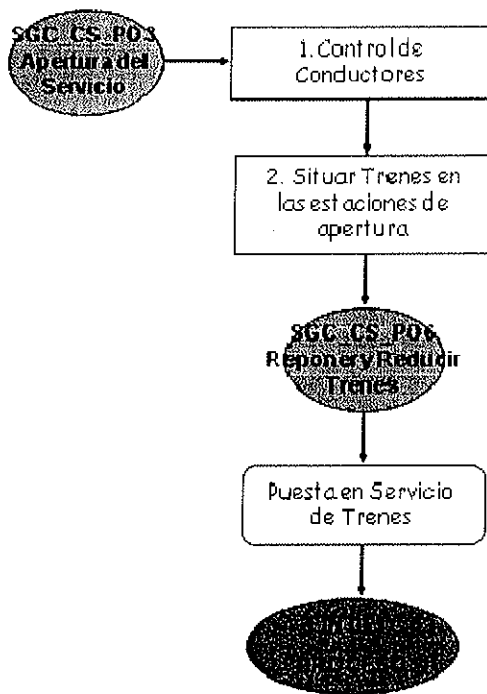 SGC_CS_P03
Apertura del
Servicio
1. Control de
Conductores
2. Situar Trenes en
las estaciones de
apertura
SGC_CS_P06
Reponer y Reducir
Trenes
Puesta en Servicio
de Trenes